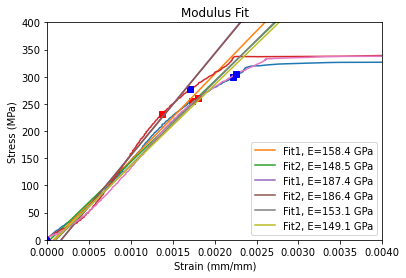 Modulus Fit
400
350
300
250
200
150
100
50
0
Stress (MPa)
Fit1, E=158.4 GPa
Fit2, E=148.5 GPa
Fit1, E=187.4 GPa
Fit2, E=186.4 GPa
Fit1, E=153.1 GPa
Fit2, E=149.1 GPa
0.0000 0.0005 0.0010 0.0015 0.0020 0.0025 0.0030 0.0035 0.0040
Strain (mm/mm)